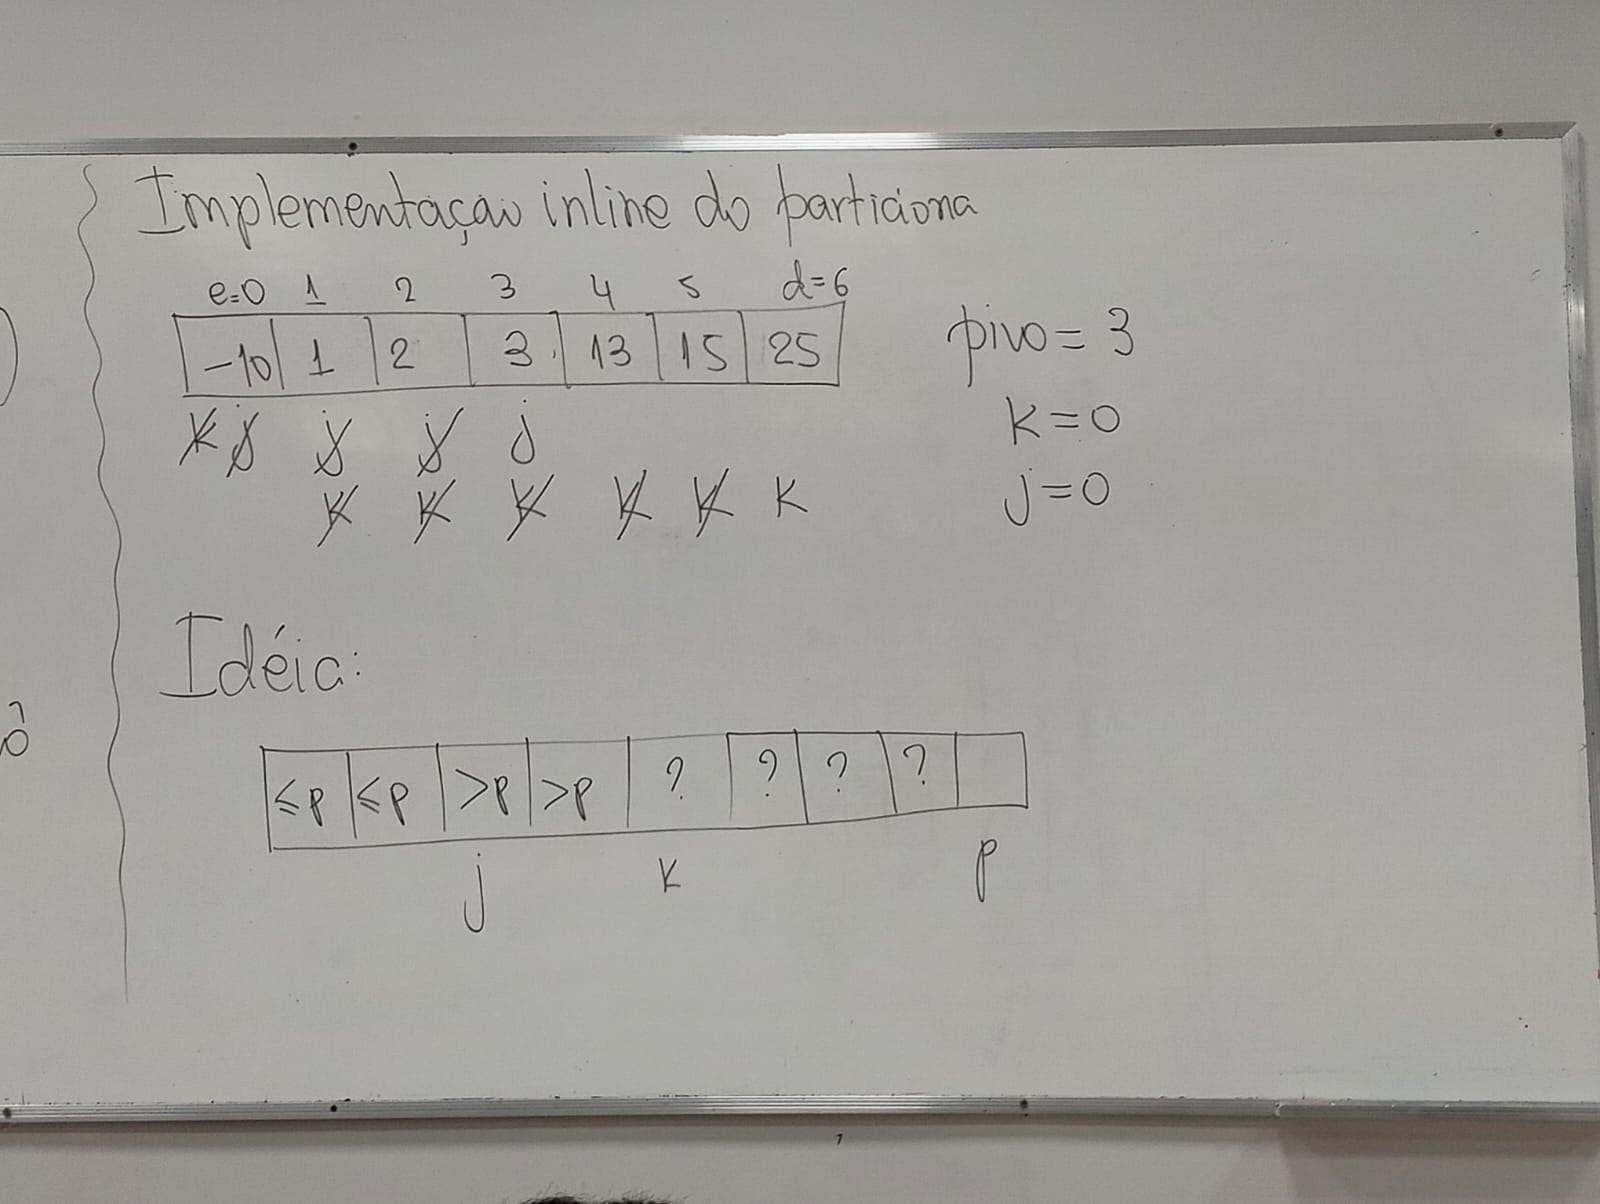 Implementação inline do particiona
e=0 1 2 3 4 5 d=6
-10 1 2 3 13 15 25
pivo = 3
k j j j j
k=0
k k k k k k
j=0
Idéia:
≤p ≤p >p >p ? ? ? ?
j k p
ô